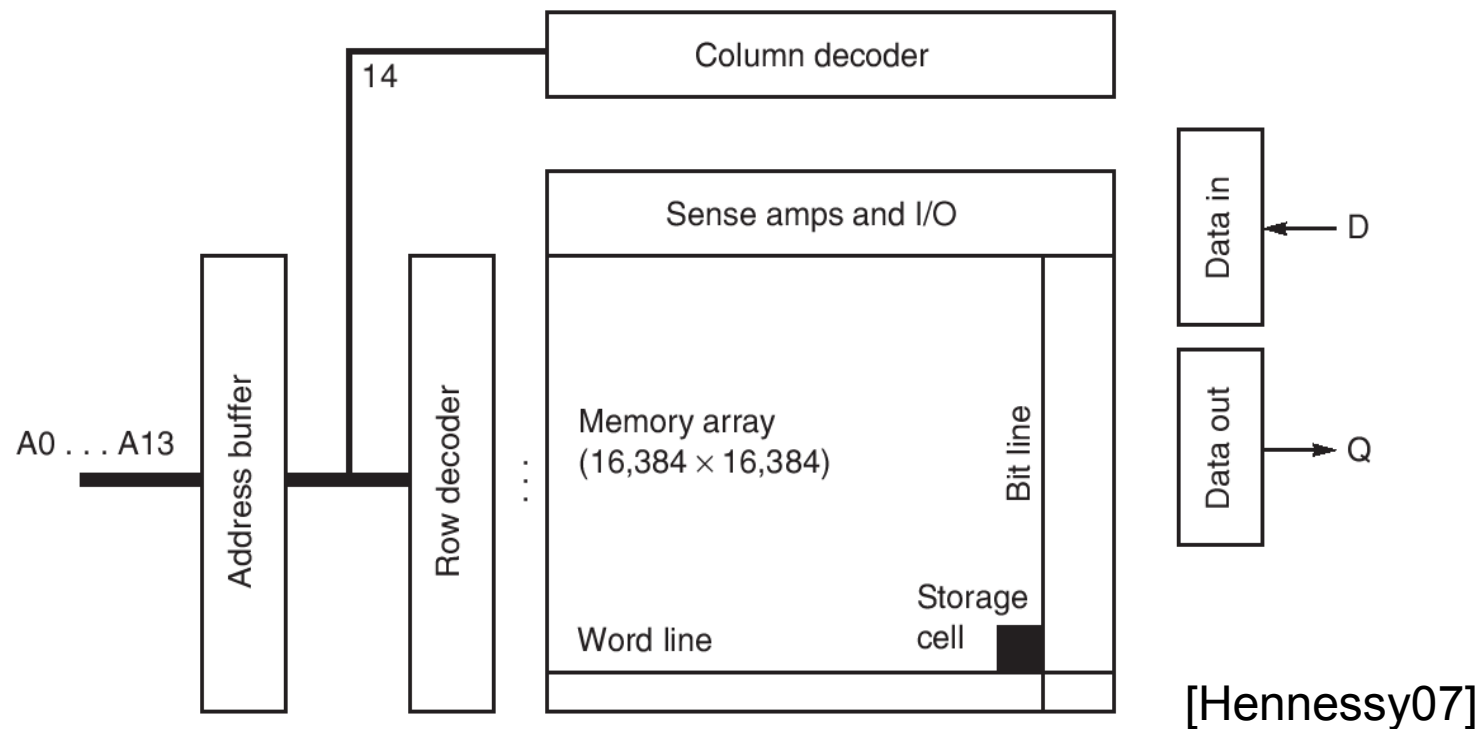 Column decoder
14
Sense amps and I/O
Data in
D
A0 . . . A13
Address buffer
Row decoder
. . .
Memory array
(16,384 × 16,384)
Bit line
Data out
Q
Storage
cell
Word line
[Hennessy07]